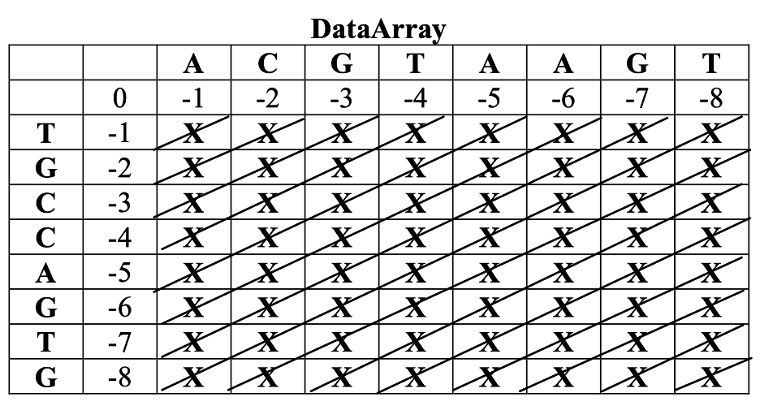 DataArray
A C G T A A G T
0 -1 -2 -3 -4 -5 -6 -7 -8
T -1 X X X X X X X X
G -2 X X X X X X X X
C -3 X X X X X X X X
C -4 X X X X X X X X
A -5 X X X X X X X X
G -6 X X X X X X X X
T -7 X X X X X X X X
G -8 X X X X X X X X